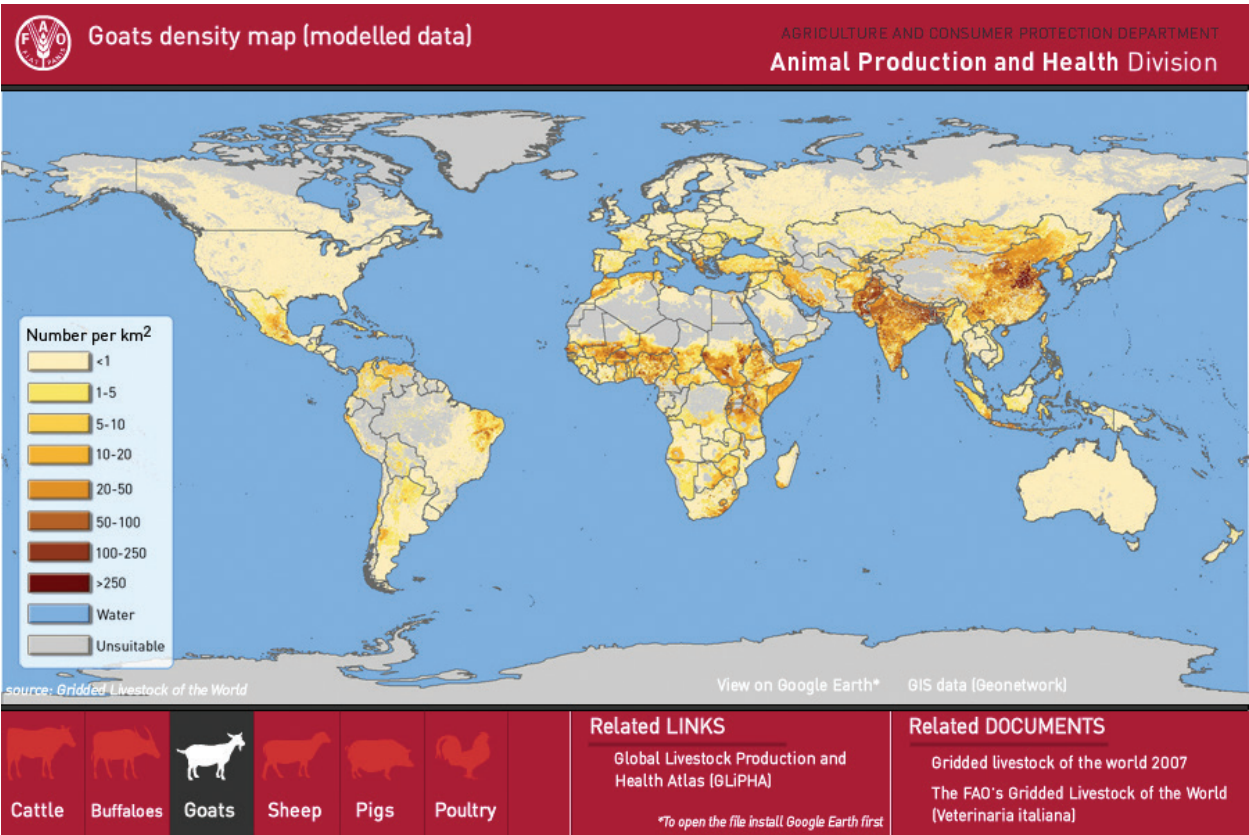 FAO
FIAT PANIS
Goats density map (modelled data)
AGRICULTURE AND CONSUMER PROTECTION DEPARTMENT
Animal Production and Health Division
Number per km2
<1
1-5
5-10
10-20
20-50
50-100
100-250
>250
Water
Unsuitable
source: Gridded Livestock of the World
View on Google Earth*
GIS data (Geonetwork)
Cattle
Buffaloes
Goats
Sheep
Pigs
Poultry
Related LINKS
Global Livestock Production and
Health Atlas (GLiPHA)
*To open the file install Google Earth first
Related DOCUMENTS
Gridded livestock of the world 2007
The FAO's Gridded Livestock of the World
(Veterinaria italiana)